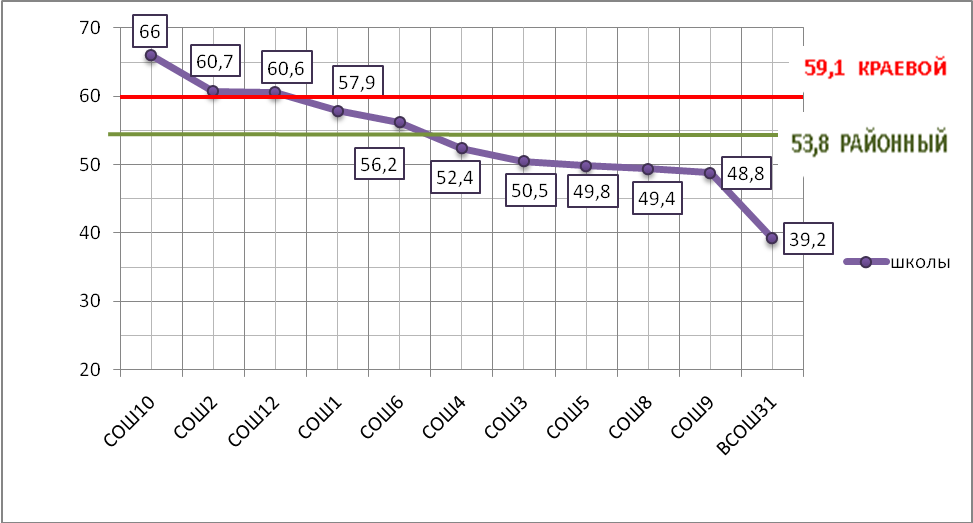 70
60
50
40
30
20
66
60,7
60,6
57,9
56,2
52,4
50,5
49,8
49,4
48,8
39,2
59,1 КРАЕВОЙ
53,8 РАЙОННЫЙ
школы
СОШ10
СОШ2
СОШ12
СОШ1
СОШ6
СОШ4
СОШ3
СОШ5
СОШ8
СОШ9
ВСОШ31